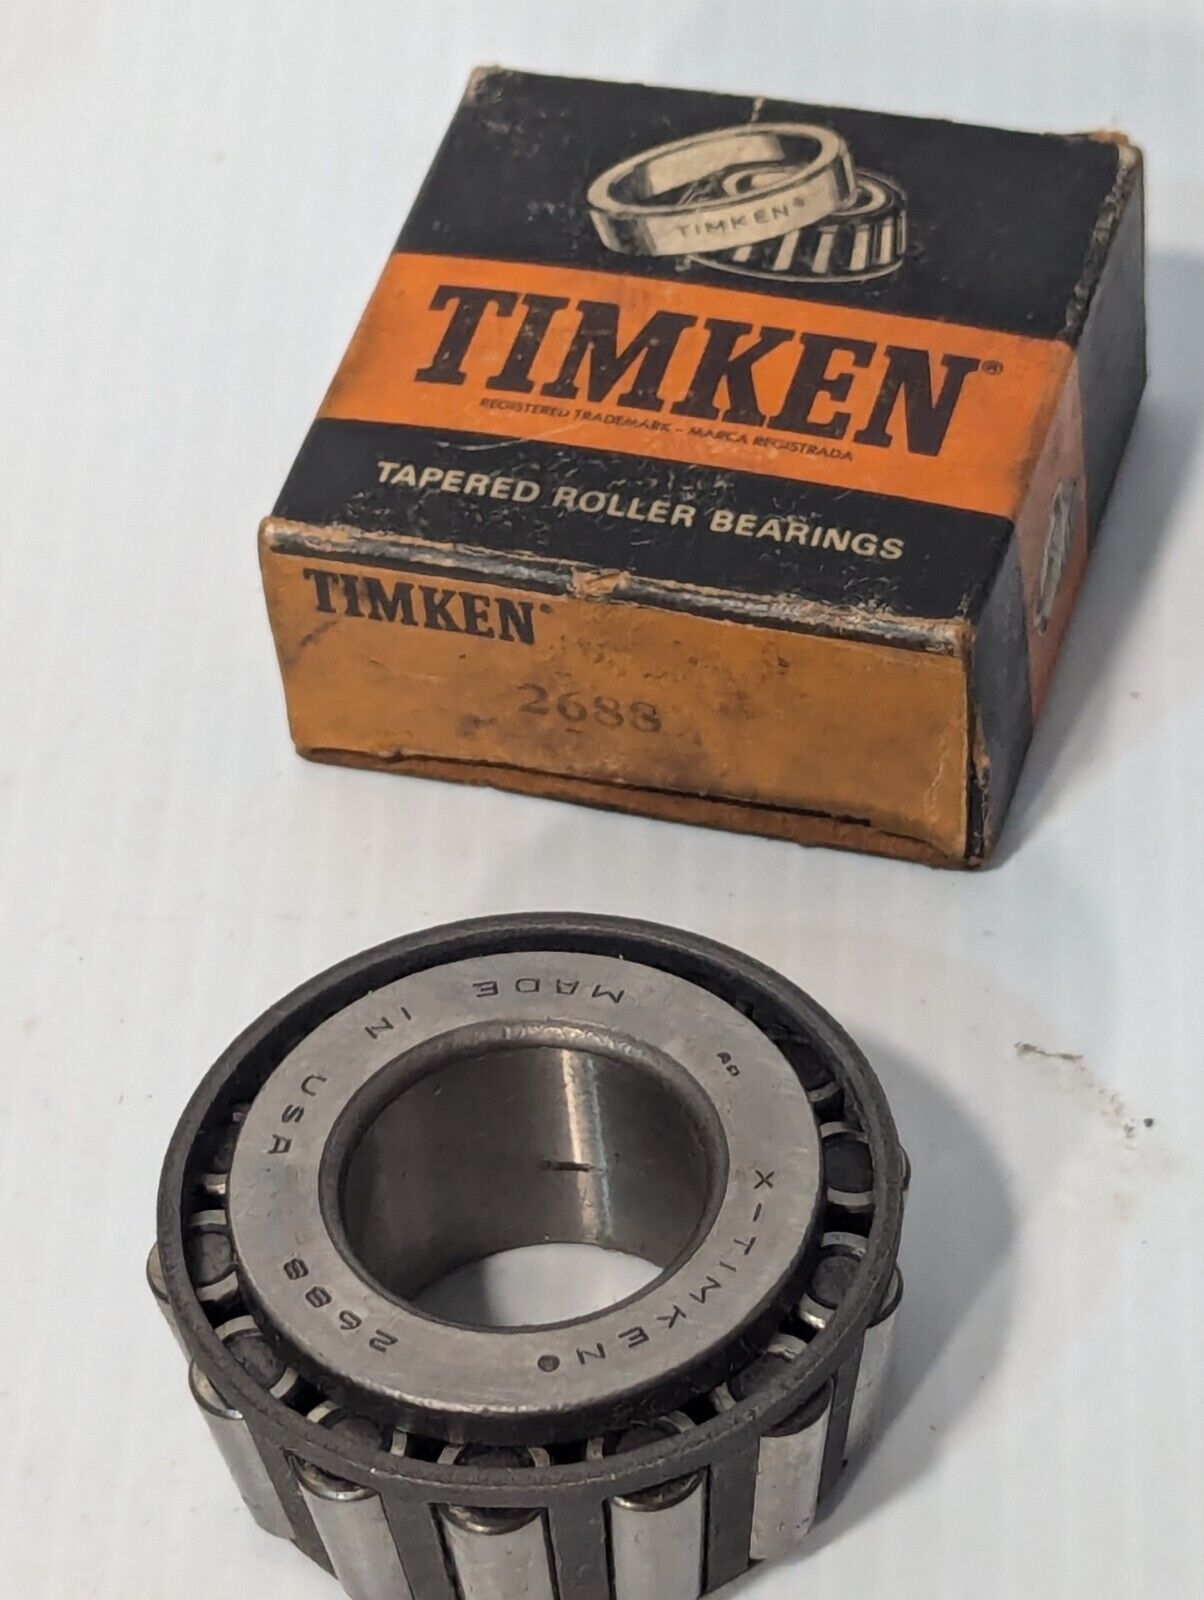 TIMKEN®
TIMKEN®
REGISTERED TRADEMARK - MARCA REGISTRADA
TAPERED ROLLER BEARINGS
TIMKEN®
2688
MADE IN USA 2688
X-TIMKEN®